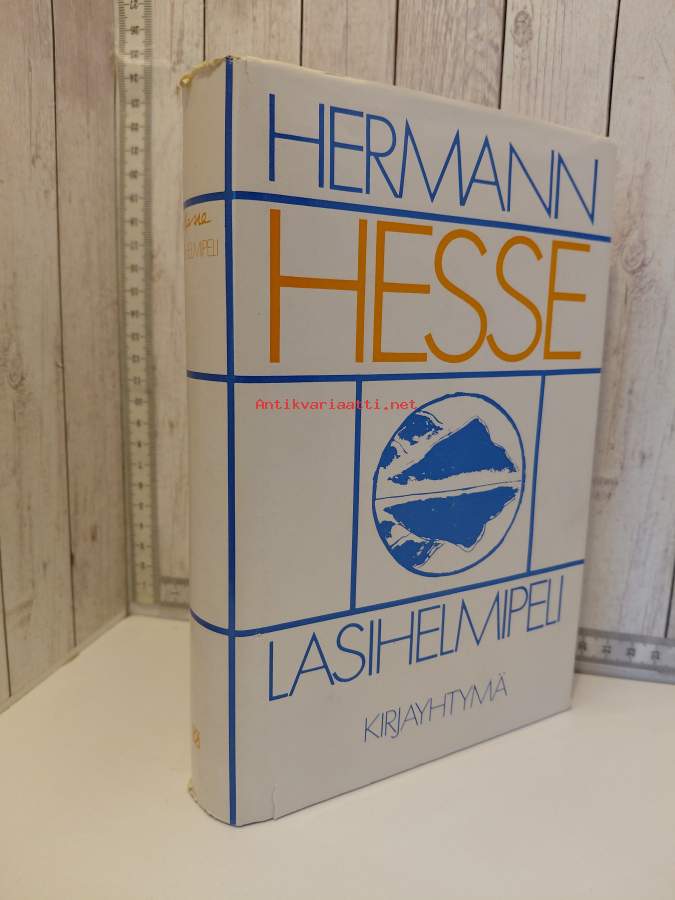 HERMANN
HESSE
Antikvariaatti.net
LASIHELMIPELI
KIRJAYHTYMÄ